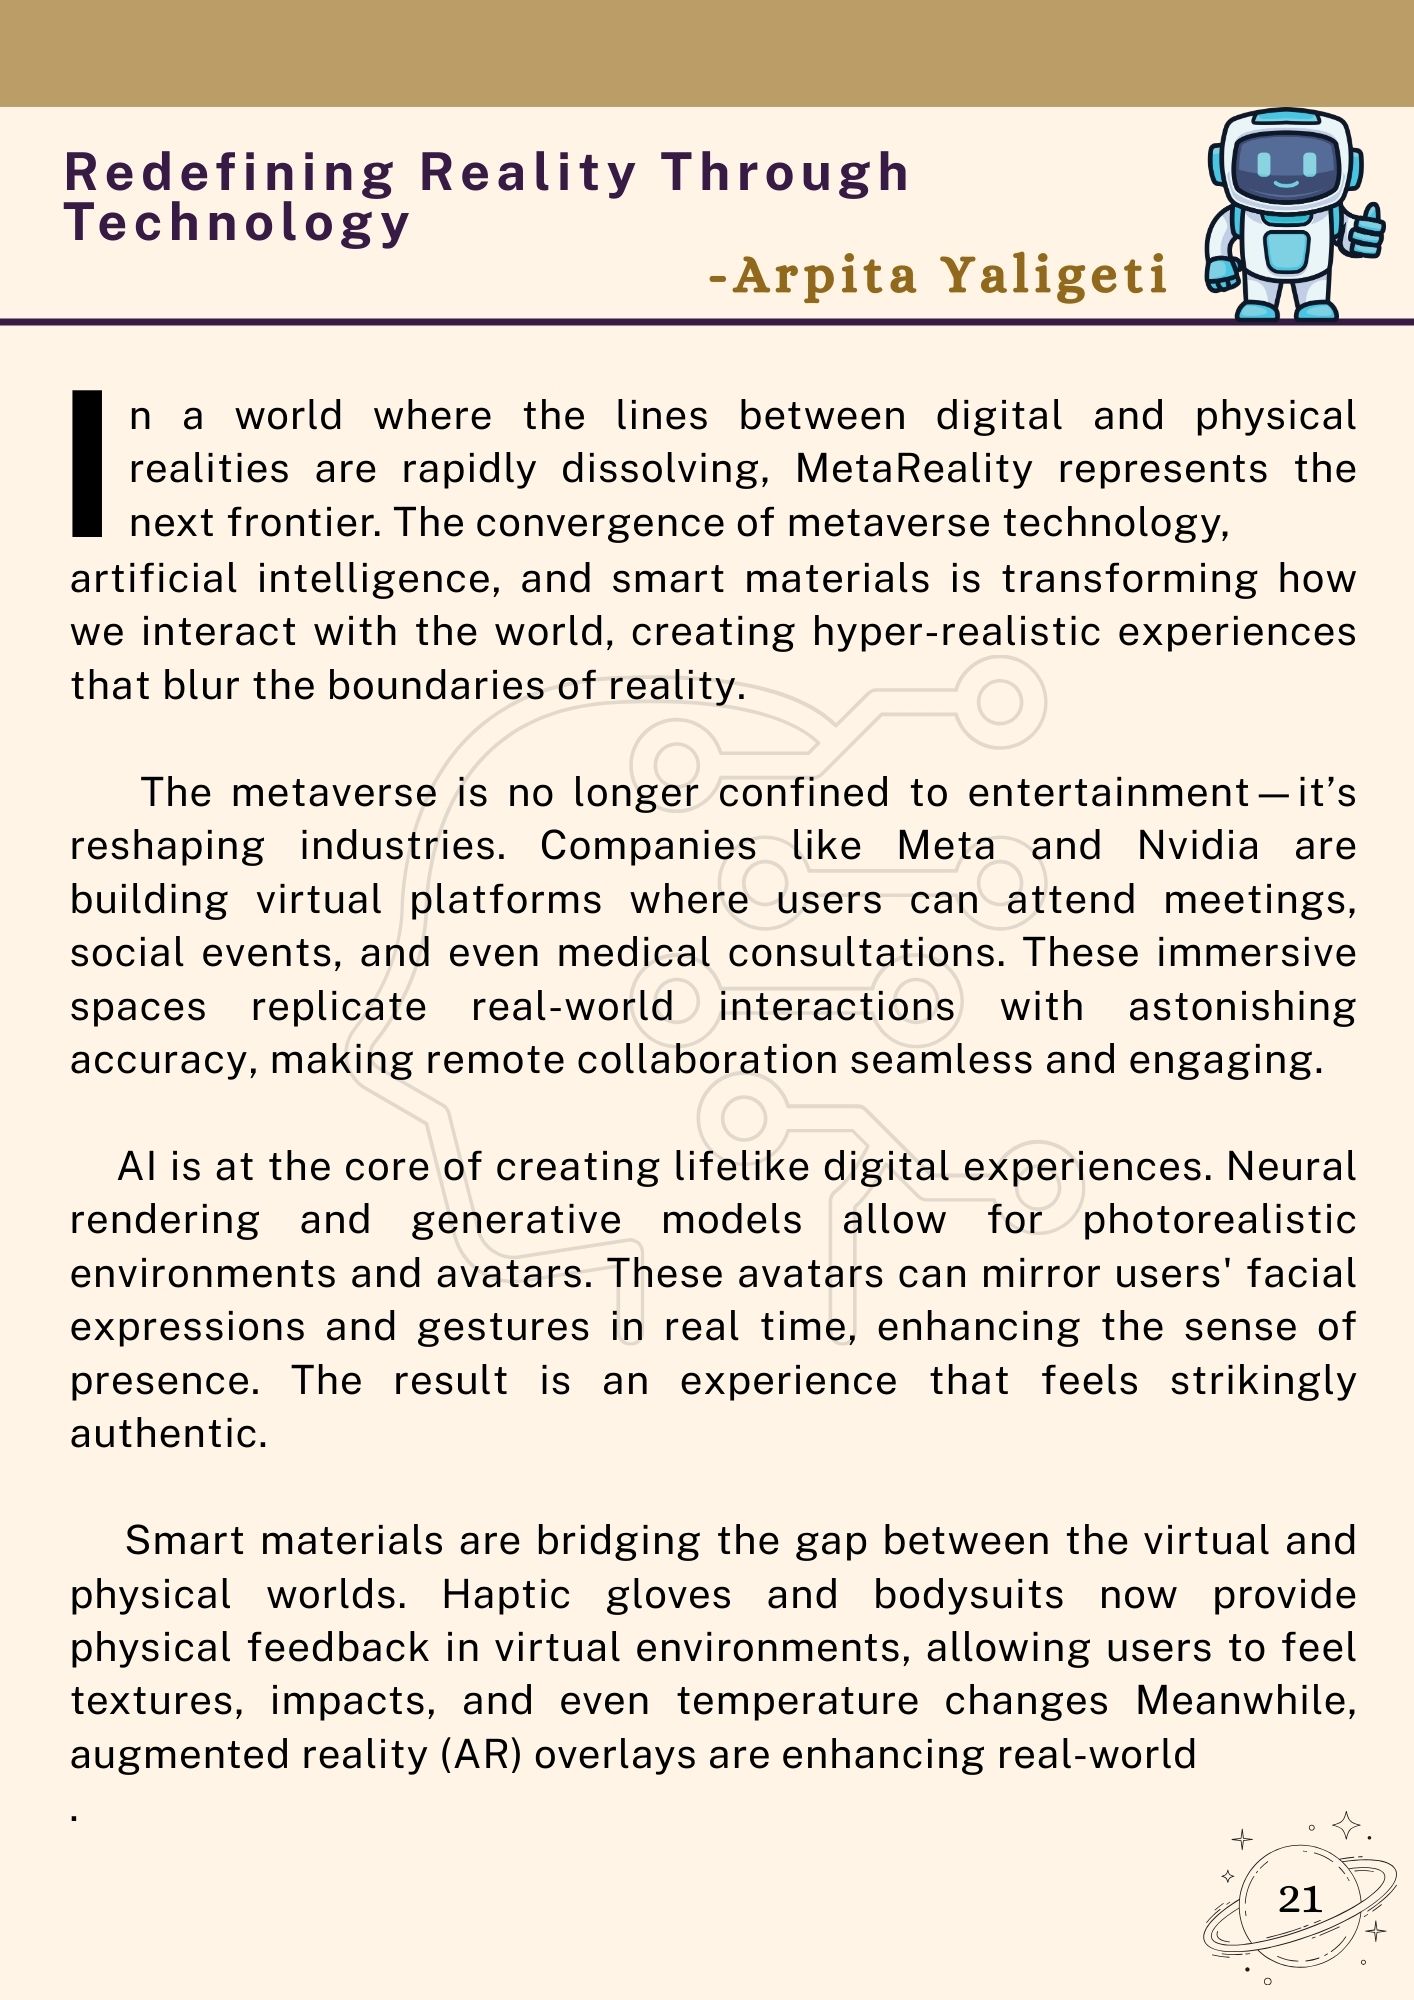 Redefining Reality Through
Technology
-Arpita Yaligeti
In a world where the lines between digital and physical
realities are rapidly dissolving, MetaReality represents the
next frontier. The convergence of metaverse technology,
artificial intelligence, and smart materials is transforming how
we interact with the world, creating hyper-realistic experiences
that blur the boundaries of reality.
The metaverse is no longer confined to entertainment—it’s
reshaping industries. Companies like Meta and Nvidia are
building virtual platforms where users can attend meetings,
social events, and even medical consultations. These immersive
spaces replicate real-world interactions with astonishing
accuracy, making remote collaboration seamless and engaging.
AI is at the core of creating lifelike digital experiences. Neural
rendering and generative models allow for photorealistic
environments and avatars. These avatars can mirror users' facial
expressions and gestures in real time, enhancing the sense of
presence. The result is an experience that feels strikingly
authentic.
Smart materials are bridging the gap between the virtual and
physical worlds. Haptic gloves and bodysuits now provide
physical feedback in virtual environments, allowing users to feel
textures, impacts, and even temperature changes Meanwhile,
augmented reality (AR) overlays are enhancing real-world
.
21